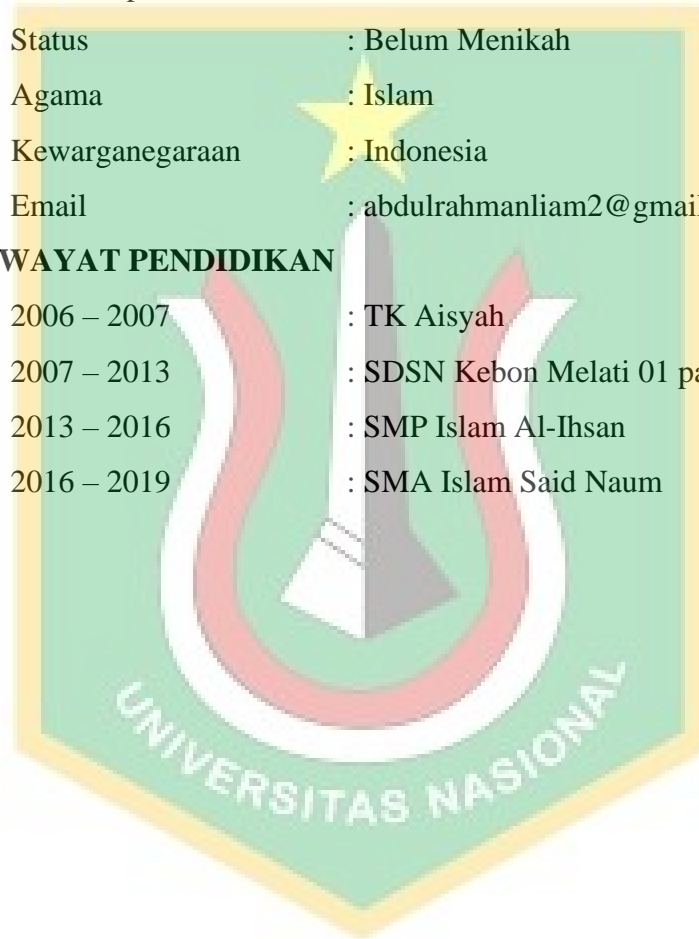 Status : Belum Menikah
Agama : Islam
Kewarganegaraan : Indonesia
Email : abdulrahmanliam2@gmail
WAYAT PENDIDIKAN
2006 – 2007 : TK Aisyah
2007 – 2013 : SDSN Kebon Melati 01 pa
2013 – 2016 : SMP Islam Al-Ihsan
2016 – 2019 : SMA Islam Said Naum
UNIVERSITAS NASIONAL